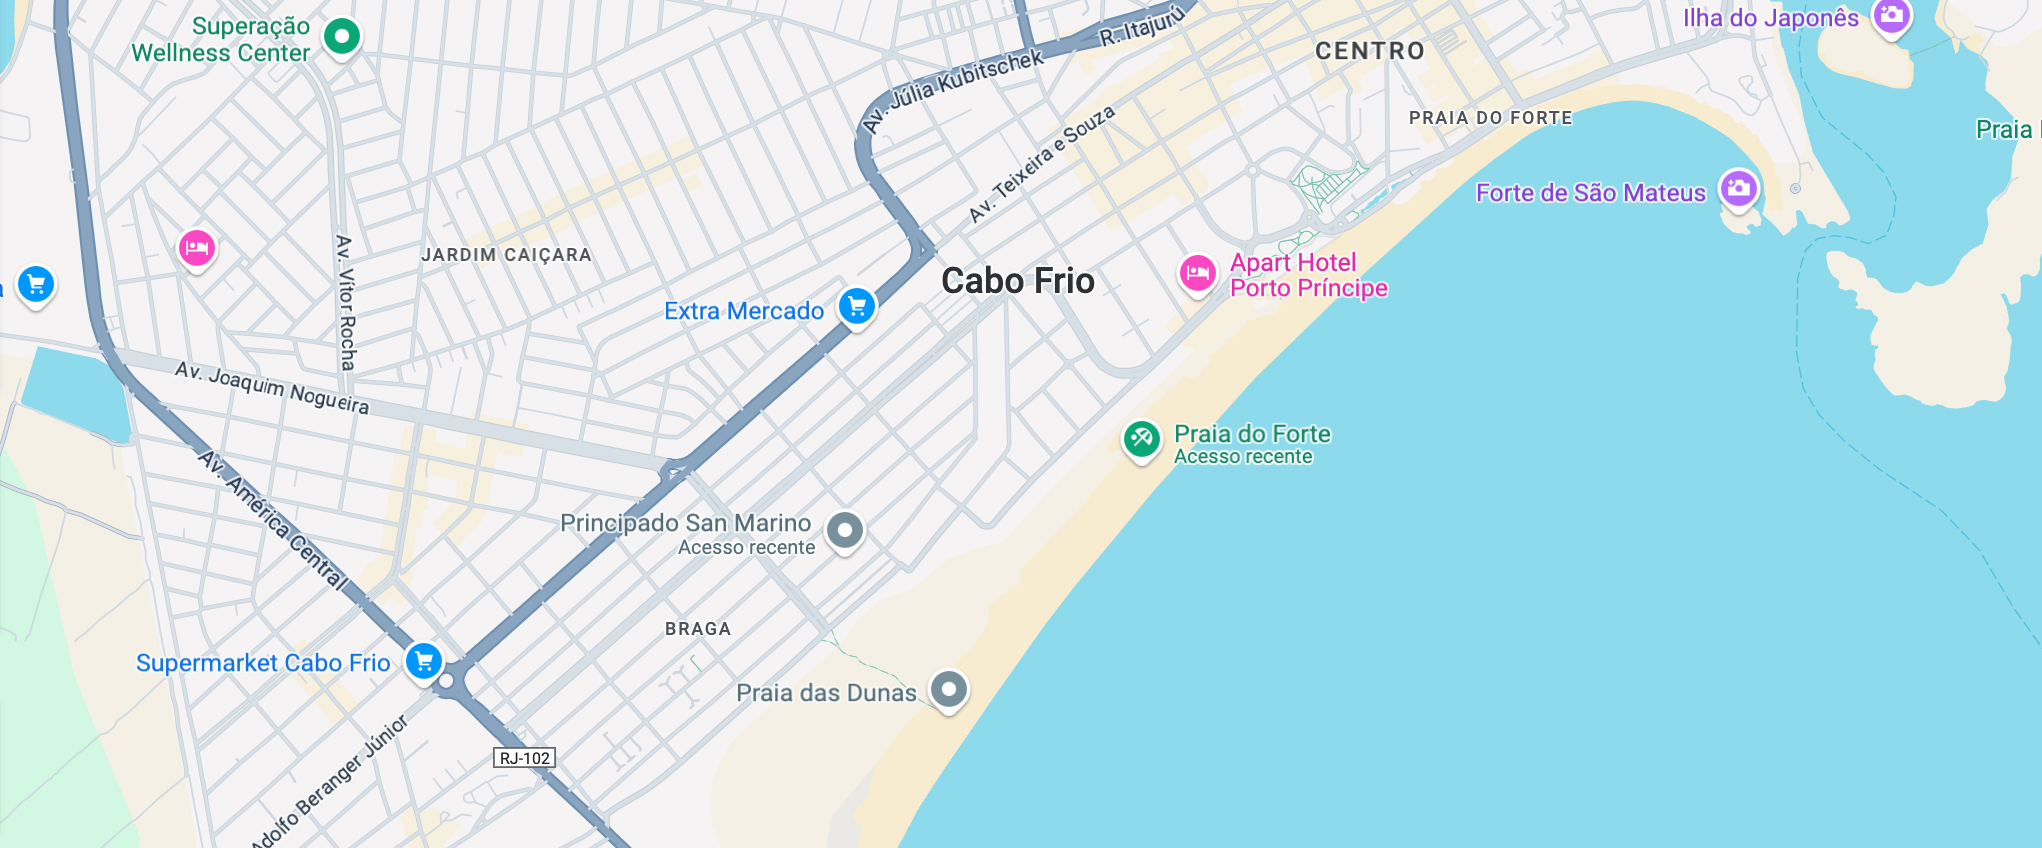 Superação
Wellness Center
R. Itajurú
Av. Júlia Kubitschek
CENTRO
Ilha do Japonês
PRAIA DO FORTE
Praia
Av. Teixeira e Souza
Forte de São Mateus
JARDIM CAIÇARA
Av. Vítor Rocha
Cabo Frio
Apart Hotel
Porto Príncipe
Extra Mercado
Av. Joaquim Nogueira
Praia do Forte
Acesso recente
Av. América Central
Principado San Marino
Acesso recente
BRAGA
Supermarket Cabo Frio
Praia das Dunas
RJ-102
Adolfo Beranger Júnior